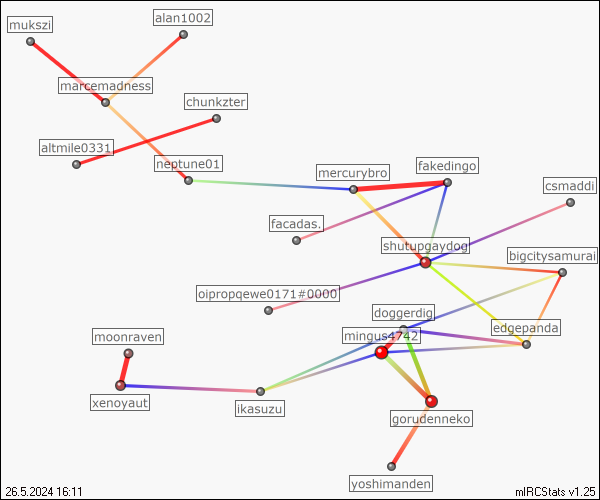 alan1002
mukszi
marcemadness
chunkzter
altmile0331
neptune01
fakedingo
mercurybro
csmaddi
facadas.
shutupgaydog
bigcitysamurai
oipropqewe0171#0000
doggerdig
edgepanda
mingus4742
moonraven
xenoyaut
ikasuzu
gorudenneko
yoshimanden
26.5.2024 16:11
mIRCStats v1.25